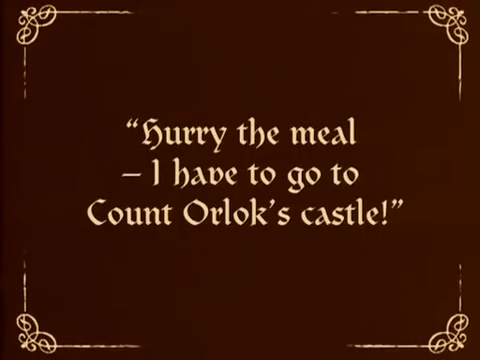 “Hurry the meal
– I have to go to
Count Orlok’s castle!”